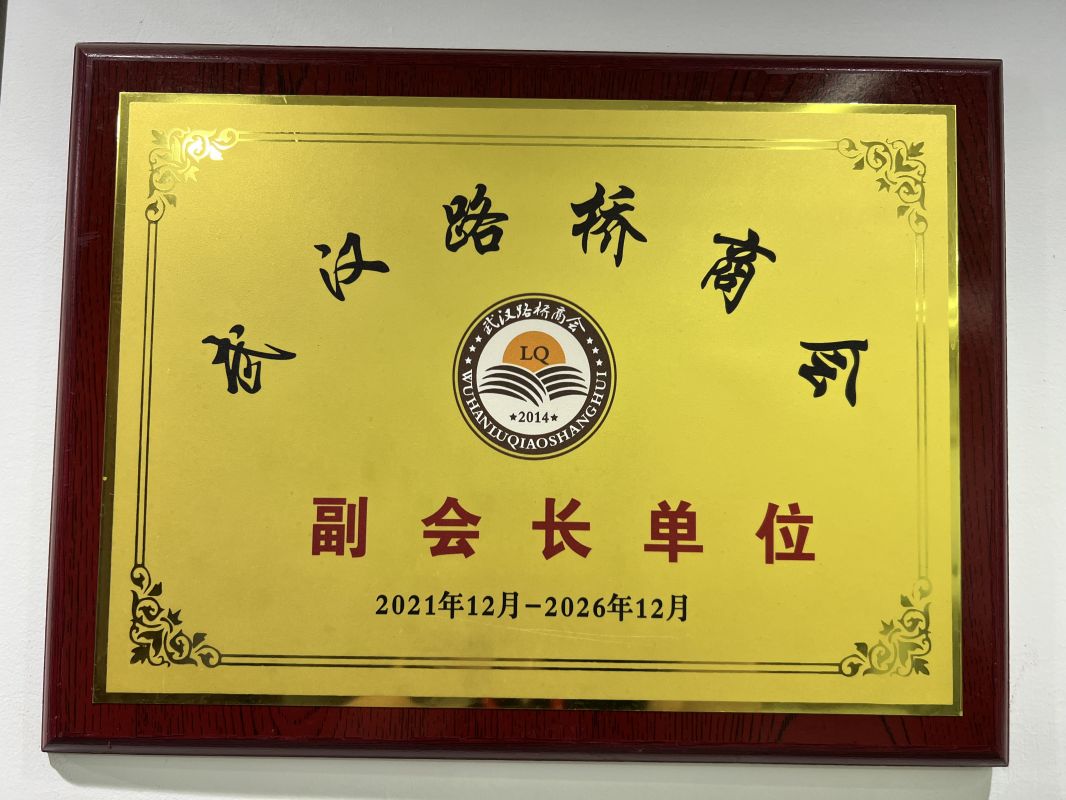 武汉路桥商会
武汉路桥商会
LQ
2014
WUHANLUQIAOSHANGHUI
副会长单位
2021年12月-2026年12月